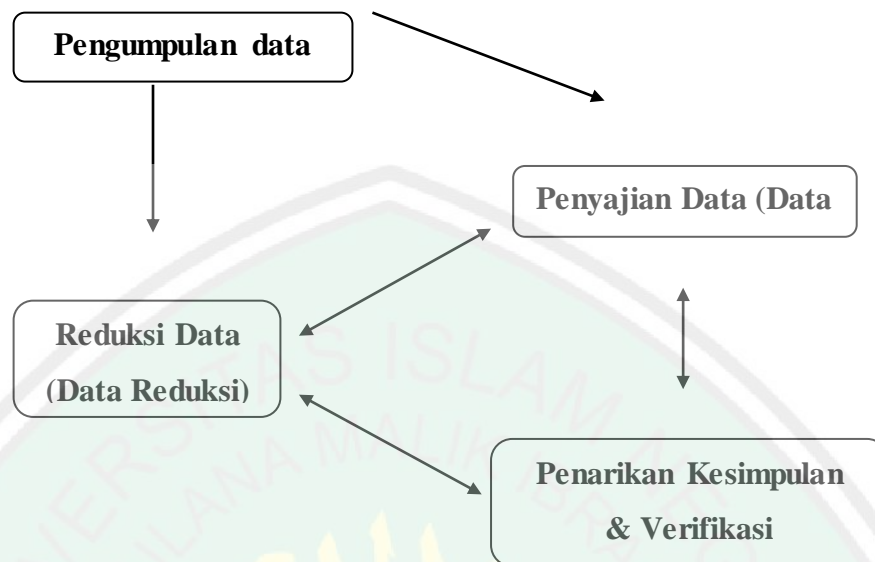 Pengumpulan data
Penyajian Data (Data
Reduksi Data
(Data Reduksi)
Penarikan Kesimpulan
& Verifikasi